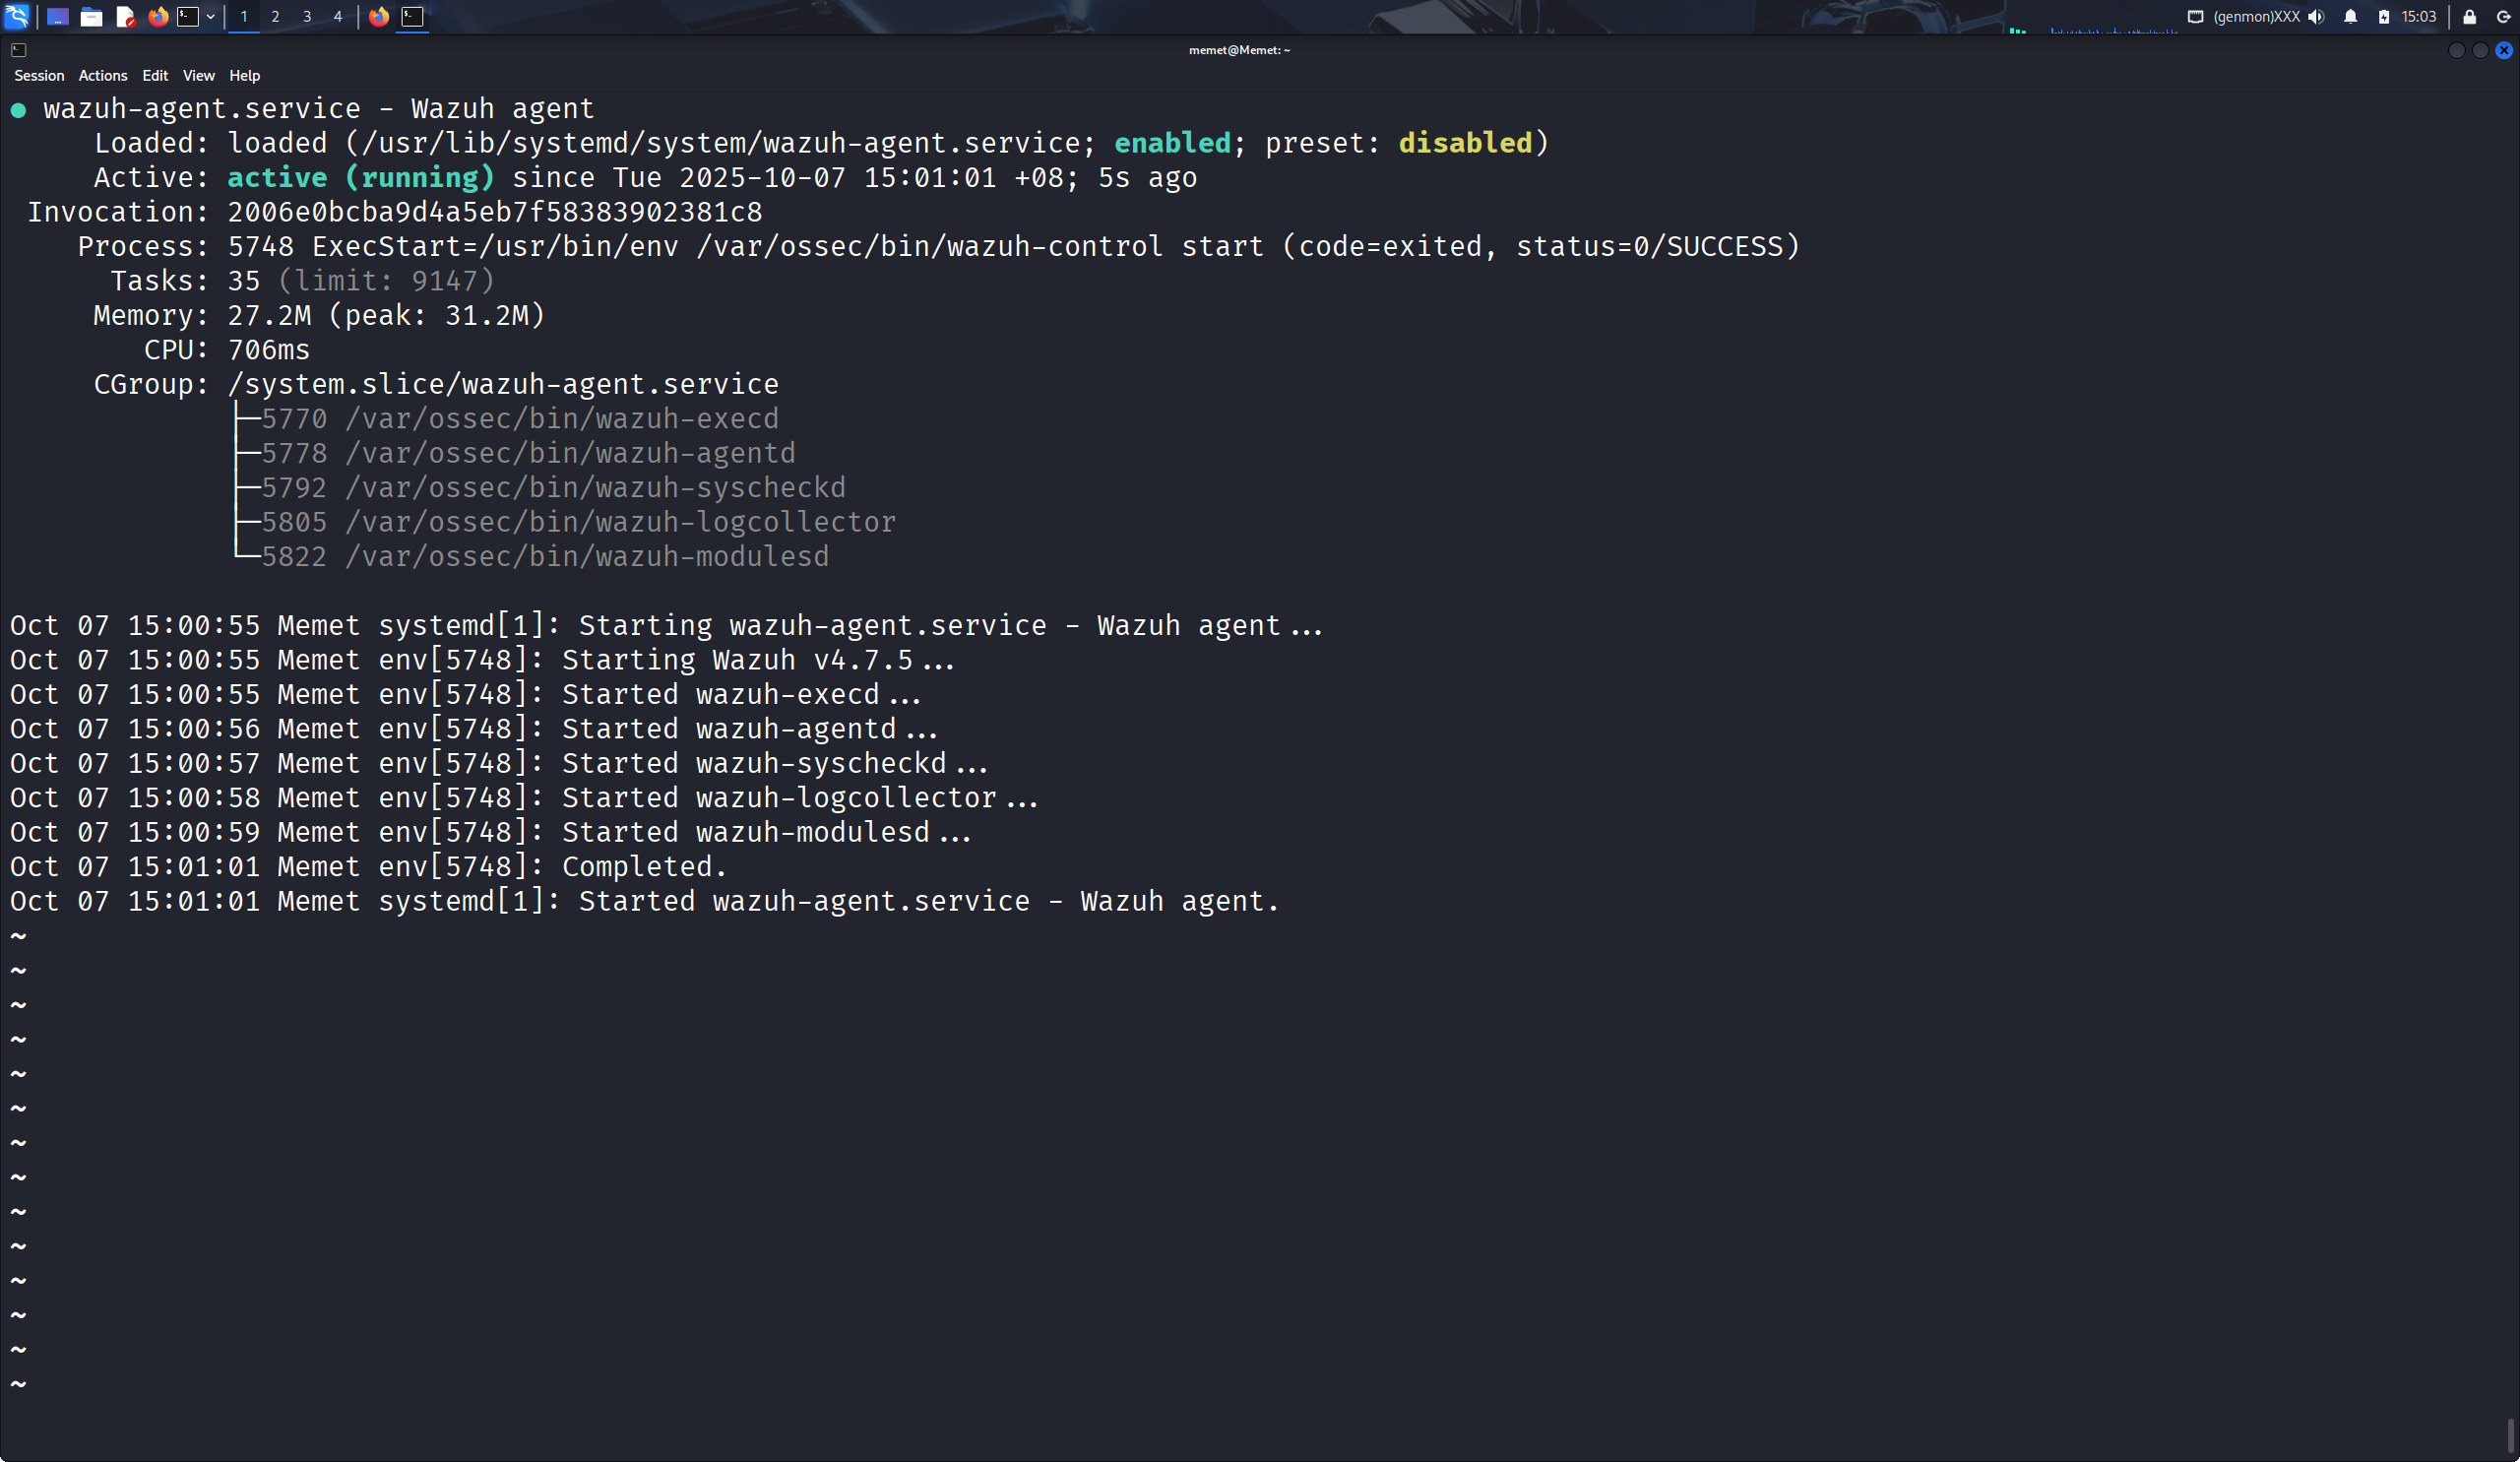 1 2 3 4 (genmon)XXX 15:03
memet@Memet: ~
Session Actions Edit View Help
● wazuh-agent.service - Wazuh agent
     Loaded: loaded (/usr/lib/systemd/system/wazuh-agent.service; enabled; preset: disabled)
     Active: active (running) since Tue 2025-10-07 15:01:01 +08; 5s ago
 Invocation: 2006e0bcba9d4a5eb7f58383902381c8
    Process: 5748 ExecStart=/usr/bin/env /var/ossec/bin/wazuh-control start (code=exited, status=0/SUCCESS)
      Tasks: 35 (limit: 9147)
     Memory: 27.2M (peak: 31.2M)
        CPU: 706ms
     CGroup: /system.slice/wazuh-agent.service
             ├─5770 /var/ossec/bin/wazuh-execd
             ├─5778 /var/ossec/bin/wazuh-agentd
             ├─5792 /var/ossec/bin/wazuh-syscheckd
             ├─5805 /var/ossec/bin/wazuh-logcollector
             └─5822 /var/ossec/bin/wazuh-modulesd

Oct 07 15:00:55 Memet systemd[1]: Starting wazuh-agent.service - Wazuh agent...
Oct 07 15:00:55 Memet env[5748]: Starting Wazuh v4.7.5...
Oct 07 15:00:55 Memet env[5748]: Started wazuh-execd...
Oct 07 15:00:56 Memet env[5748]: Started wazuh-agentd...
Oct 07 15:00:57 Memet env[5748]: Started wazuh-syscheckd...
Oct 07 15:00:58 Memet env[5748]: Started wazuh-logcollector...
Oct 07 15:00:59 Memet env[5748]: Started wazuh-modulesd...
Oct 07 15:01:01 Memet env[5748]: Completed.
Oct 07 15:01:01 Memet systemd[1]: Started wazuh-agent.service - Wazuh agent.
~
~
~
~
~
~
~
~
~
~
~
~
~
~